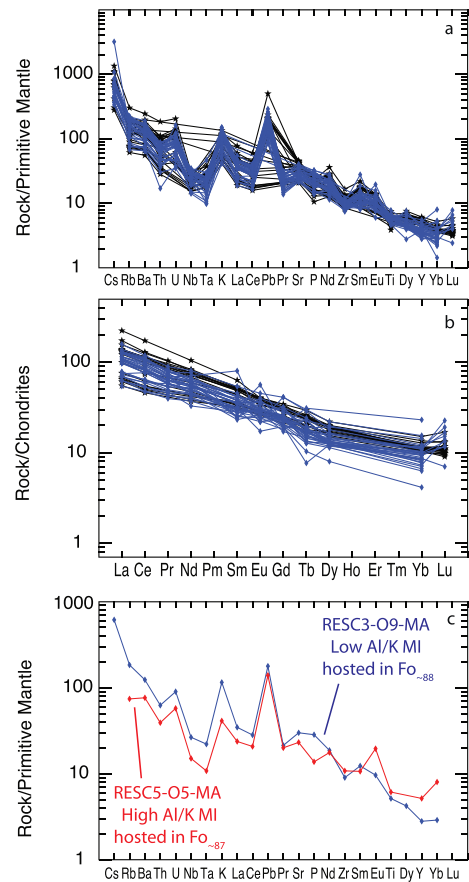 a
Rock/Primitive Mantle
1000
100
10
1
Cs Rb Ba Th U Nb Ta K La Ce Pb Pr Sr P Nd Zr Sm Eu Ti Dy Y Yb Lu
b
Rock/Chondrites
100
10
1
La Ce Pr Nd Pm Sm Eu Gd Tb Dy Ho Er Tm Yb Lu
c
Rock/Primitive Mantle
1000
100
10
1
RESC3-O9-MA
Low Al/K MI
hosted in Fo~88
RESC5-O5-MA
High Al/K MI
hosted in Fo~87
Cs Rb Ba Th U Nb Ta K La Ce Pb Pr Sr P Nd Zr Sm Eu Ti Dy Y Yb Lu